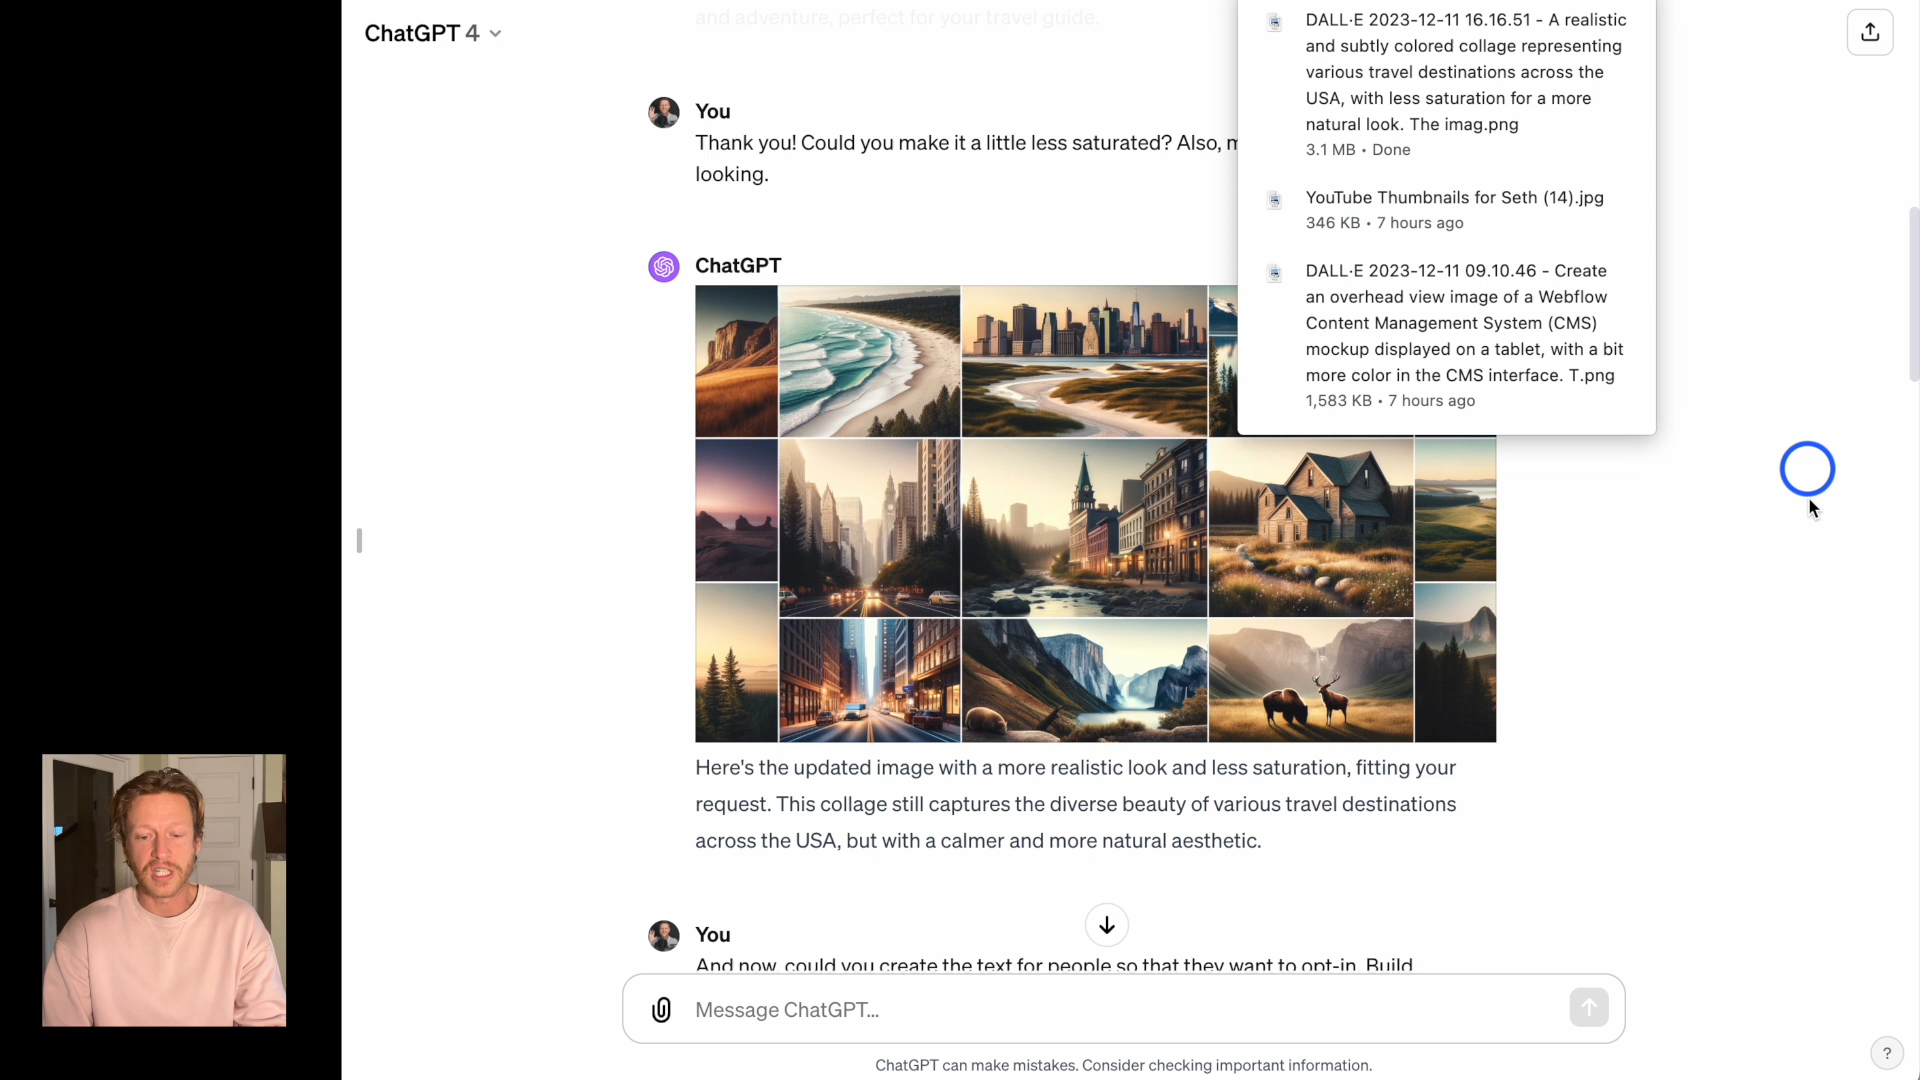 ChatGPT 4
and adventure, perfect for your travel guide.
You
Thank you! Could you make it a little less saturated? Also,
looking.
ChatGPT
DALL·E 2023-12-11 16.16.51 - A realistic
and subtly colored collage representing
various travel destinations across the
USA, with less saturation for a more
natural look. The imag.png
3.1 MB • Done
YouTube Thumbnails for Seth (14).jpg
346 KB • 7 hours ago
DALL·E 2023-12-11 09.10.46 - Create
an overhead view image of a Webflow
Content Management System (CMS)
mockup displayed on a tablet, with a bit
more color in the CMS interface. T.png
1,583 KB • 7 hours ago
Here's the updated image with a more realistic look and less saturation, fitting your
request. This collage still captures the diverse beauty of various travel destinations
across the USA, but with a calmer and more natural aesthetic.
You
And now, could you create the text for people so that they want to opt-in. Build
Message ChatGPT...
ChatGPT can make mistakes. Consider checking important information.
?